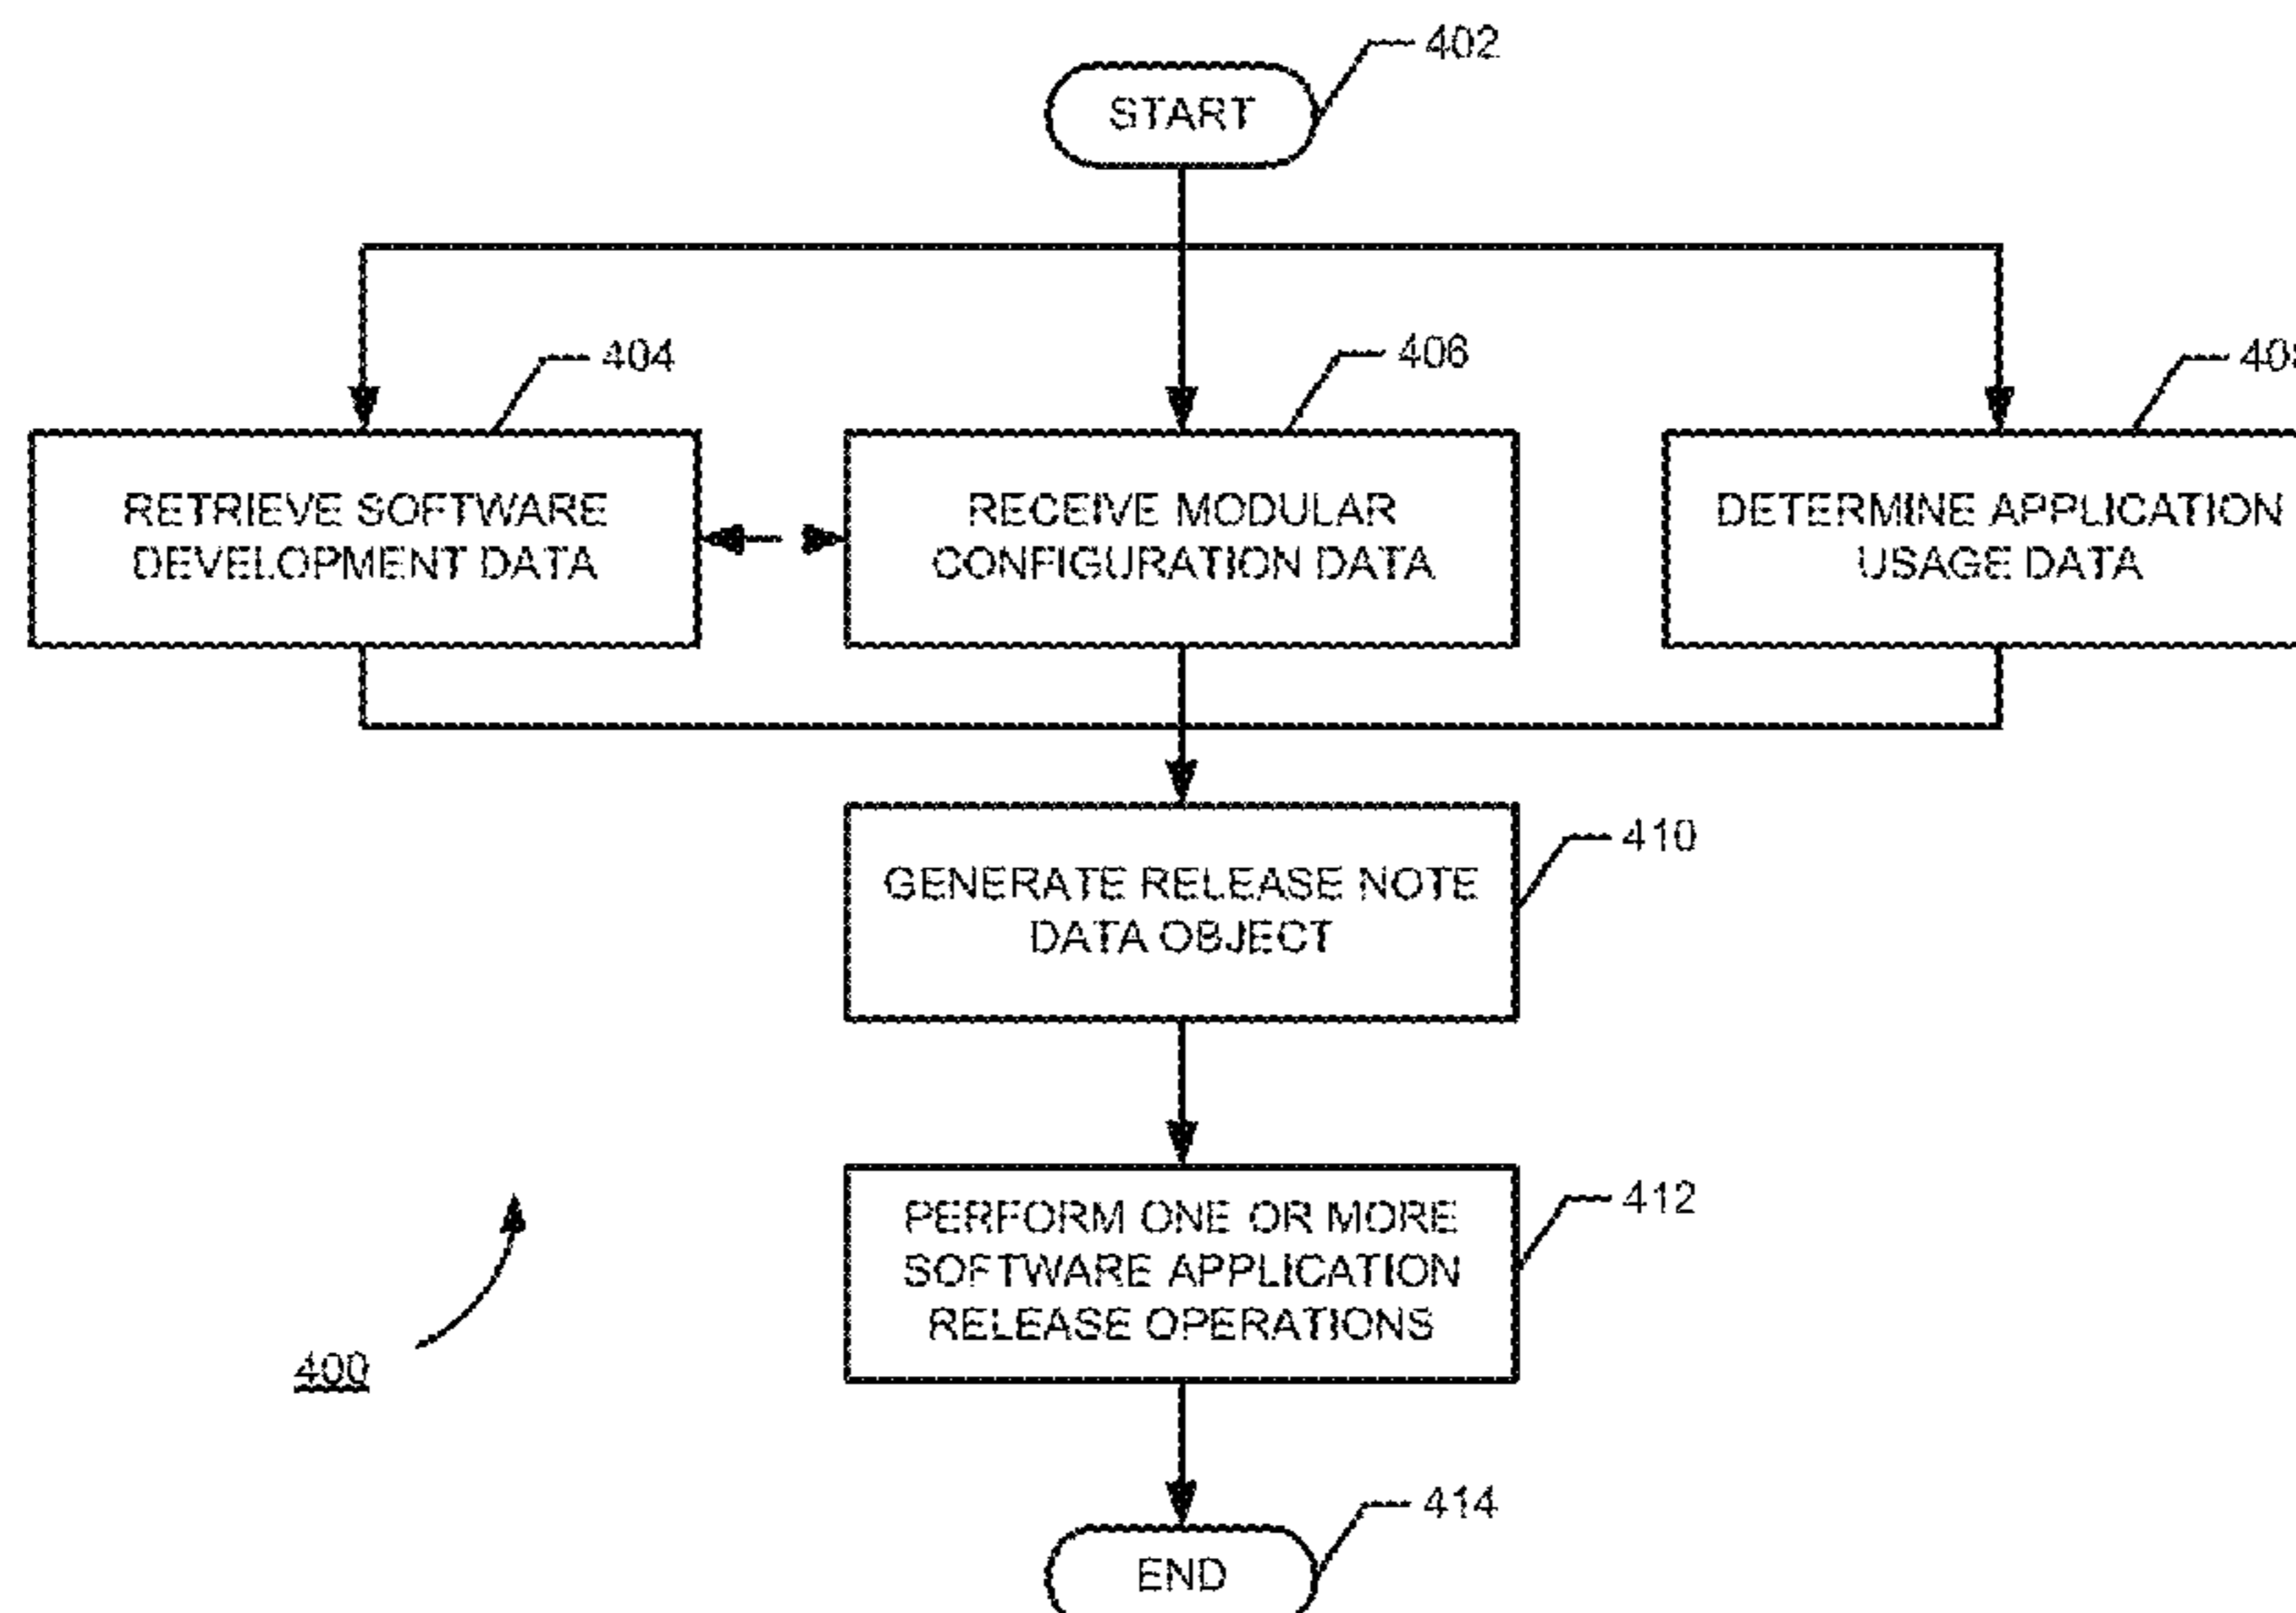 402
START
404
406
RETRIEVE SOFTWARE
DEVELOPMENT DATA
RECEIVE MODULAR
CONFIGURATION DATA
DETERMINE APPLICATION
USAGE DATA
410
GENERATE RELEASE NOTE
DATA OBJECT
412
PERFORM ONE OR MORE
SOFTWARE APPLICATION
RELEASE OPERATIONS
400
414
END